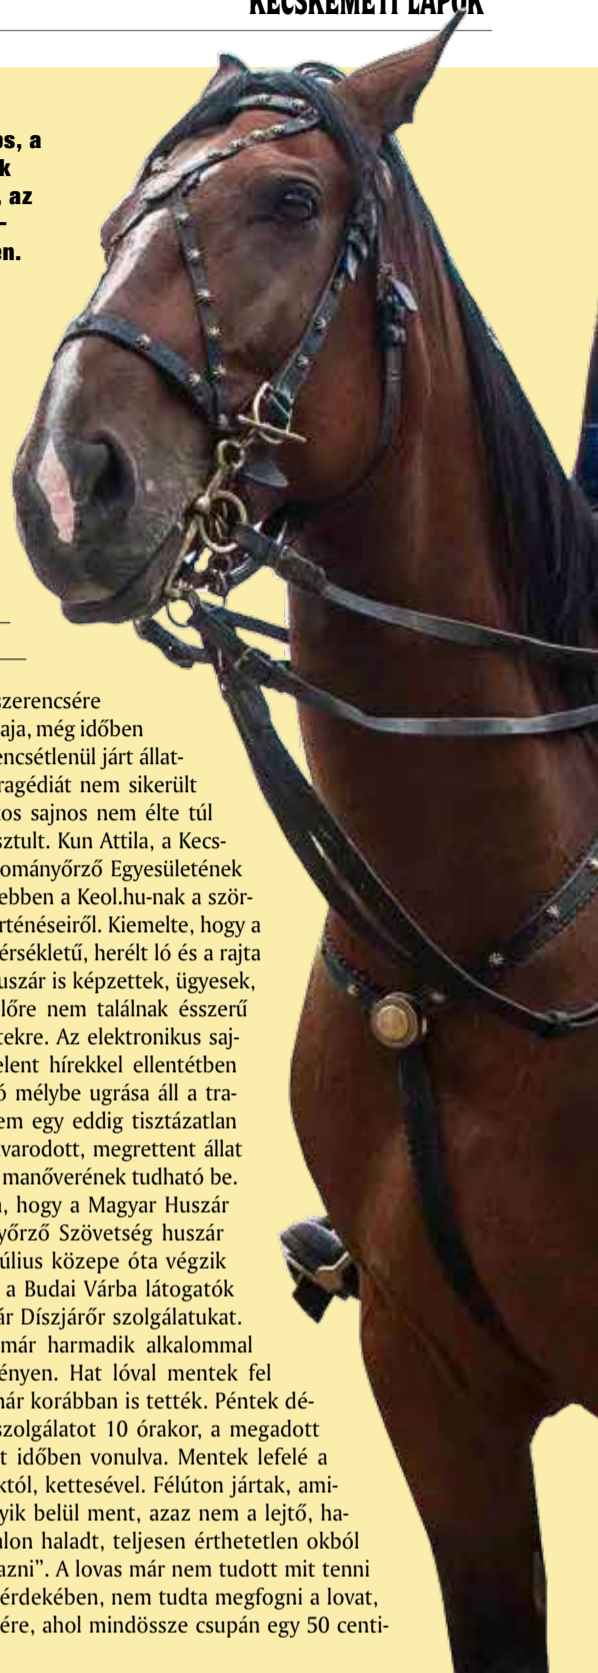 KECSKEMÉTI LAPOK
os, a
k
, az
-
en.
szerencsére
aja, még időben
encsétlenül járt állat-
ragédiát nem sikerült
kos sajnos nem élte túl
sztult. Kun Attila, a Kecs-
ományőrző Egyesületének
ebben a Keol.hu-nak a ször-
rténéseiről. Kiemelte, hogy a
érsékletű, herélt ló és a rajta
uszár is képzettek, ügyesek,
lőre nem találnak ésszerű
tekre. Az elektronikus saj-
elent hírekkel ellentétben
ó mélybe ugrása áll a tra-
em egy eddig tisztázatlan
varodott, megrettent állat
manőverének tudható be.
, hogy a Magyar Huszár
yőrző Szövetség huszár
úlius közepe óta végzik
a Budai Várba látogatók
ár Díszjárőr szolgálatukat.
már harmadik alkalommal
ényen. Hat lóval mentek fel
már korábban is tették. Péntek dé-
szolgálatot 10 órakor, a megadott
t időben vonulva. Mentek lefelé a
któl, kettesével. Félúton jártak, ami-
yik belül ment, azaz nem a lejtő, ha-
alon haladt, teljesen érthetetlen okból
azni”. A lovas már nem tudott mit tenni
érdekében, nem tudta megfogni a lovat,
ére, ahol mindössze csupán egy 50 centi-